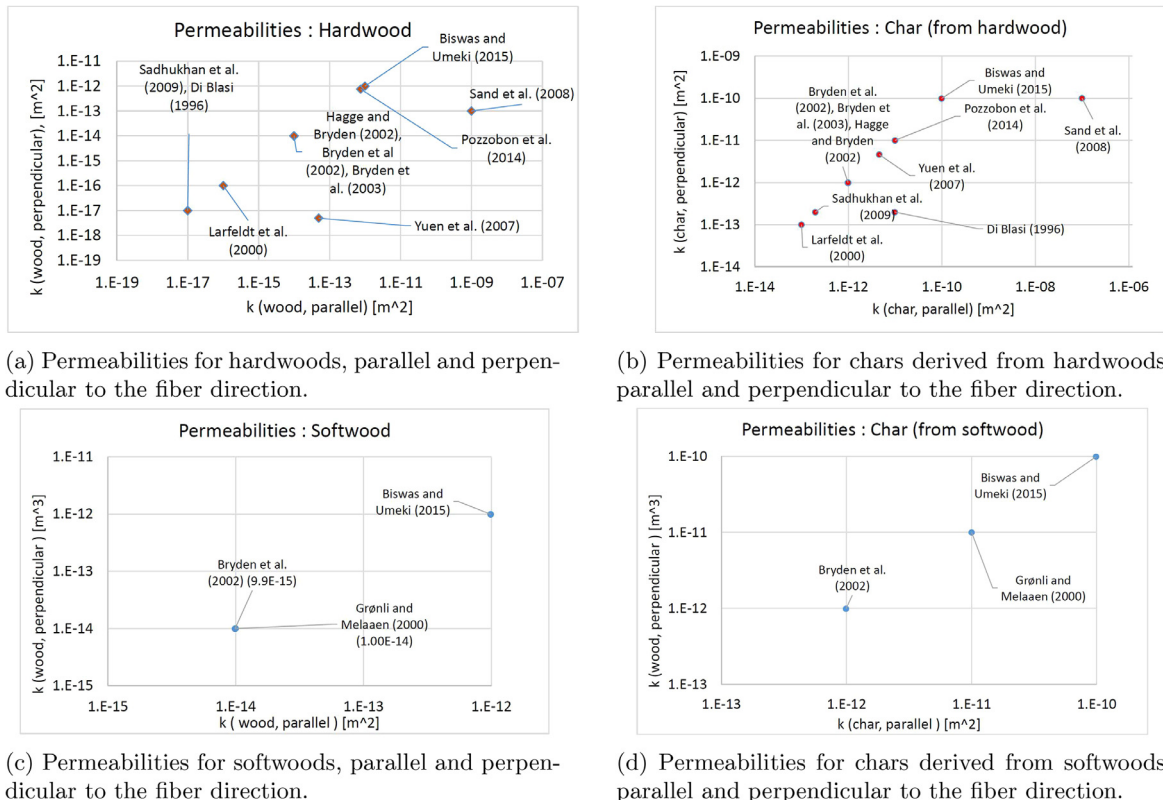 Permeabilities : Hardwood
Biswas and
Umeki (2015)
Sadhukhan et al.
(2009), Di Blasi
(1996)
Sand et al. (2008)
Hagge and
Bryden (2002),
Bryden et al
(2002), Bryden et
al. (2003)
Pozzobon et al.
(2014)
Larfeldt et al.
(2000)
Yuen et al. (2007)
k (wood, perpendicular), [m^2]
1.E-11
1.E-12
1.E-13
1.E-14
1.E-15
1.E-16
1.E-17
1.E-18
1.E-19
1.E-19
1.E-17
1.E-15
1.E-13
1.E-11
1.E-09
1.E-07
k (wood, parallel) [m^2]
(a) Permeabilities for hardwoods, parallel and perpen-
dicular to the fiber direction.
Permeabilities : Char (from hardwood)
Bryden et al.
(2002), Bryden et
al. (2003), Hagge
and Bryden
(2002)
Biswas and
Umeki (2015)
Pozzobon et al.
(2014)
Sand et al.
(2008)
Yuen et al.
(2007)
Sadhukhan et al.
(2009)
Di Blasi (1996)
Larfeldt et al.
(2000)
k (char, perpendicular) [m^2]
1.E-09
1.E-10
1.E-11
1.E-12
1.E-13
1.E-14
1.E-14
1.E-12
1.E-10
1.E-08
1.E-06
k (char, parallel) [m^2]
(b) Permeabilities for chars derived from hardwoods
parallel and perpendicular to the fiber direction.
Permeabilities : Softwood
Biswas and
Umeki (2015)
Bryden et al.
(2002) (9.9E-15)
Grønli and
Melaaen (2000)
(1.00E-14)
k (wood, perpendicular ) [m^3]
1.E-11
1.E-12
1.E-13
1.E-14
1.E-15
1.E-15
1.E-14
1.E-13
1.E-12
k ( wood, parallel ) [m^2]
(c) Permeabilities for softwoods, parallel and perpen-
dicular to the fiber direction.
Permeabilities : Char (from softwood)
Biswas and
Umeki (2015)
Bryden et al.
(2002)
Grønli and
Melaaen (2000)
k (wood, perpendicular ) [m^3]
1.E-10
1.E-11
1.E-12
1.E-13
1.E-13
1.E-12
1.E-11
1.E-10
k (char, parallel ) [m^2]
(d) Permeabilities for chars derived from softwoods
parallel and perpendicular to the fiber direction.